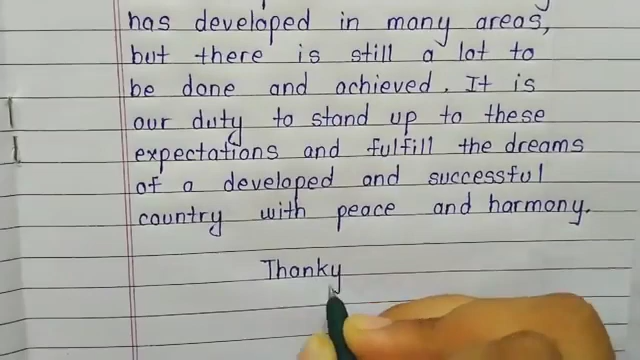 has developed in many areas,
but there is still a lot to
be done and achieved. It is
our duty to stand up to these
expectations and fulfill the dreams
of a developed and successful
country with peace and harmony.
Thanky